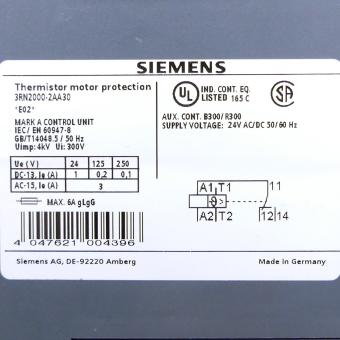 SIEMENS
Thermistor motor protection
3RN2000-2AA30
"E02"
MARK A CONTROL UNIT
IEC/ EN 60947-8
GB/T14048.5 / 50 Hz
Uimp: 4kV Ui: 300V
UL IND. CONT. EQ.
LISTED 165 C
SA
AUX. CONT. B300/R300
SUPPLY VOLTAGE: 24V AC/DC 50/60 Hz
Ue (V) 24 125 250
DC-13, Ie (A) 1 0,2 0,1
AC-15, Ie (A) 3
MAX. 6A gLgG
A1 T1 11
A2 T2 12 14
4 047621 004396
Siemens AG, DE-92220 Amberg
Made in Germany